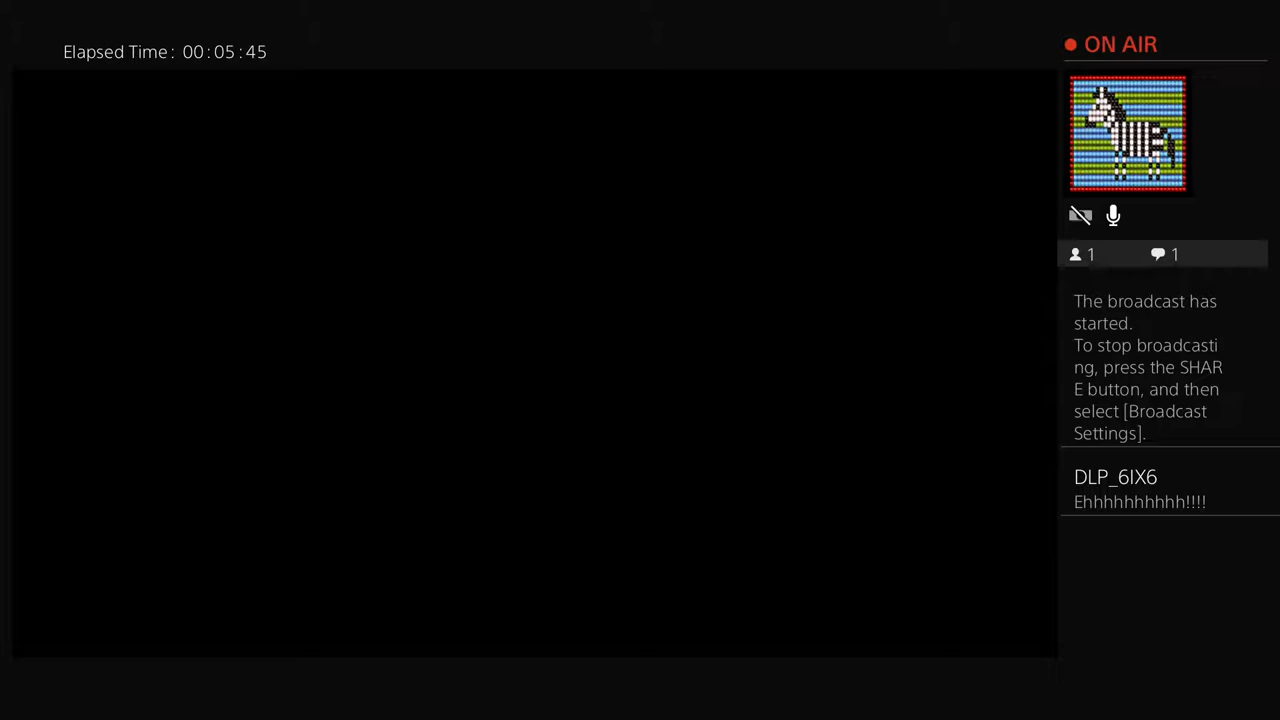 Elapsed Time: 00:05:45
ON AIR
1 1
The broadcast has
started.
To stop broadcasti
ng, press the SHAR
E button, and then
select [Broadcast
Settings].
DLP_6IX6
Ehhhhhhhhhh!!!!